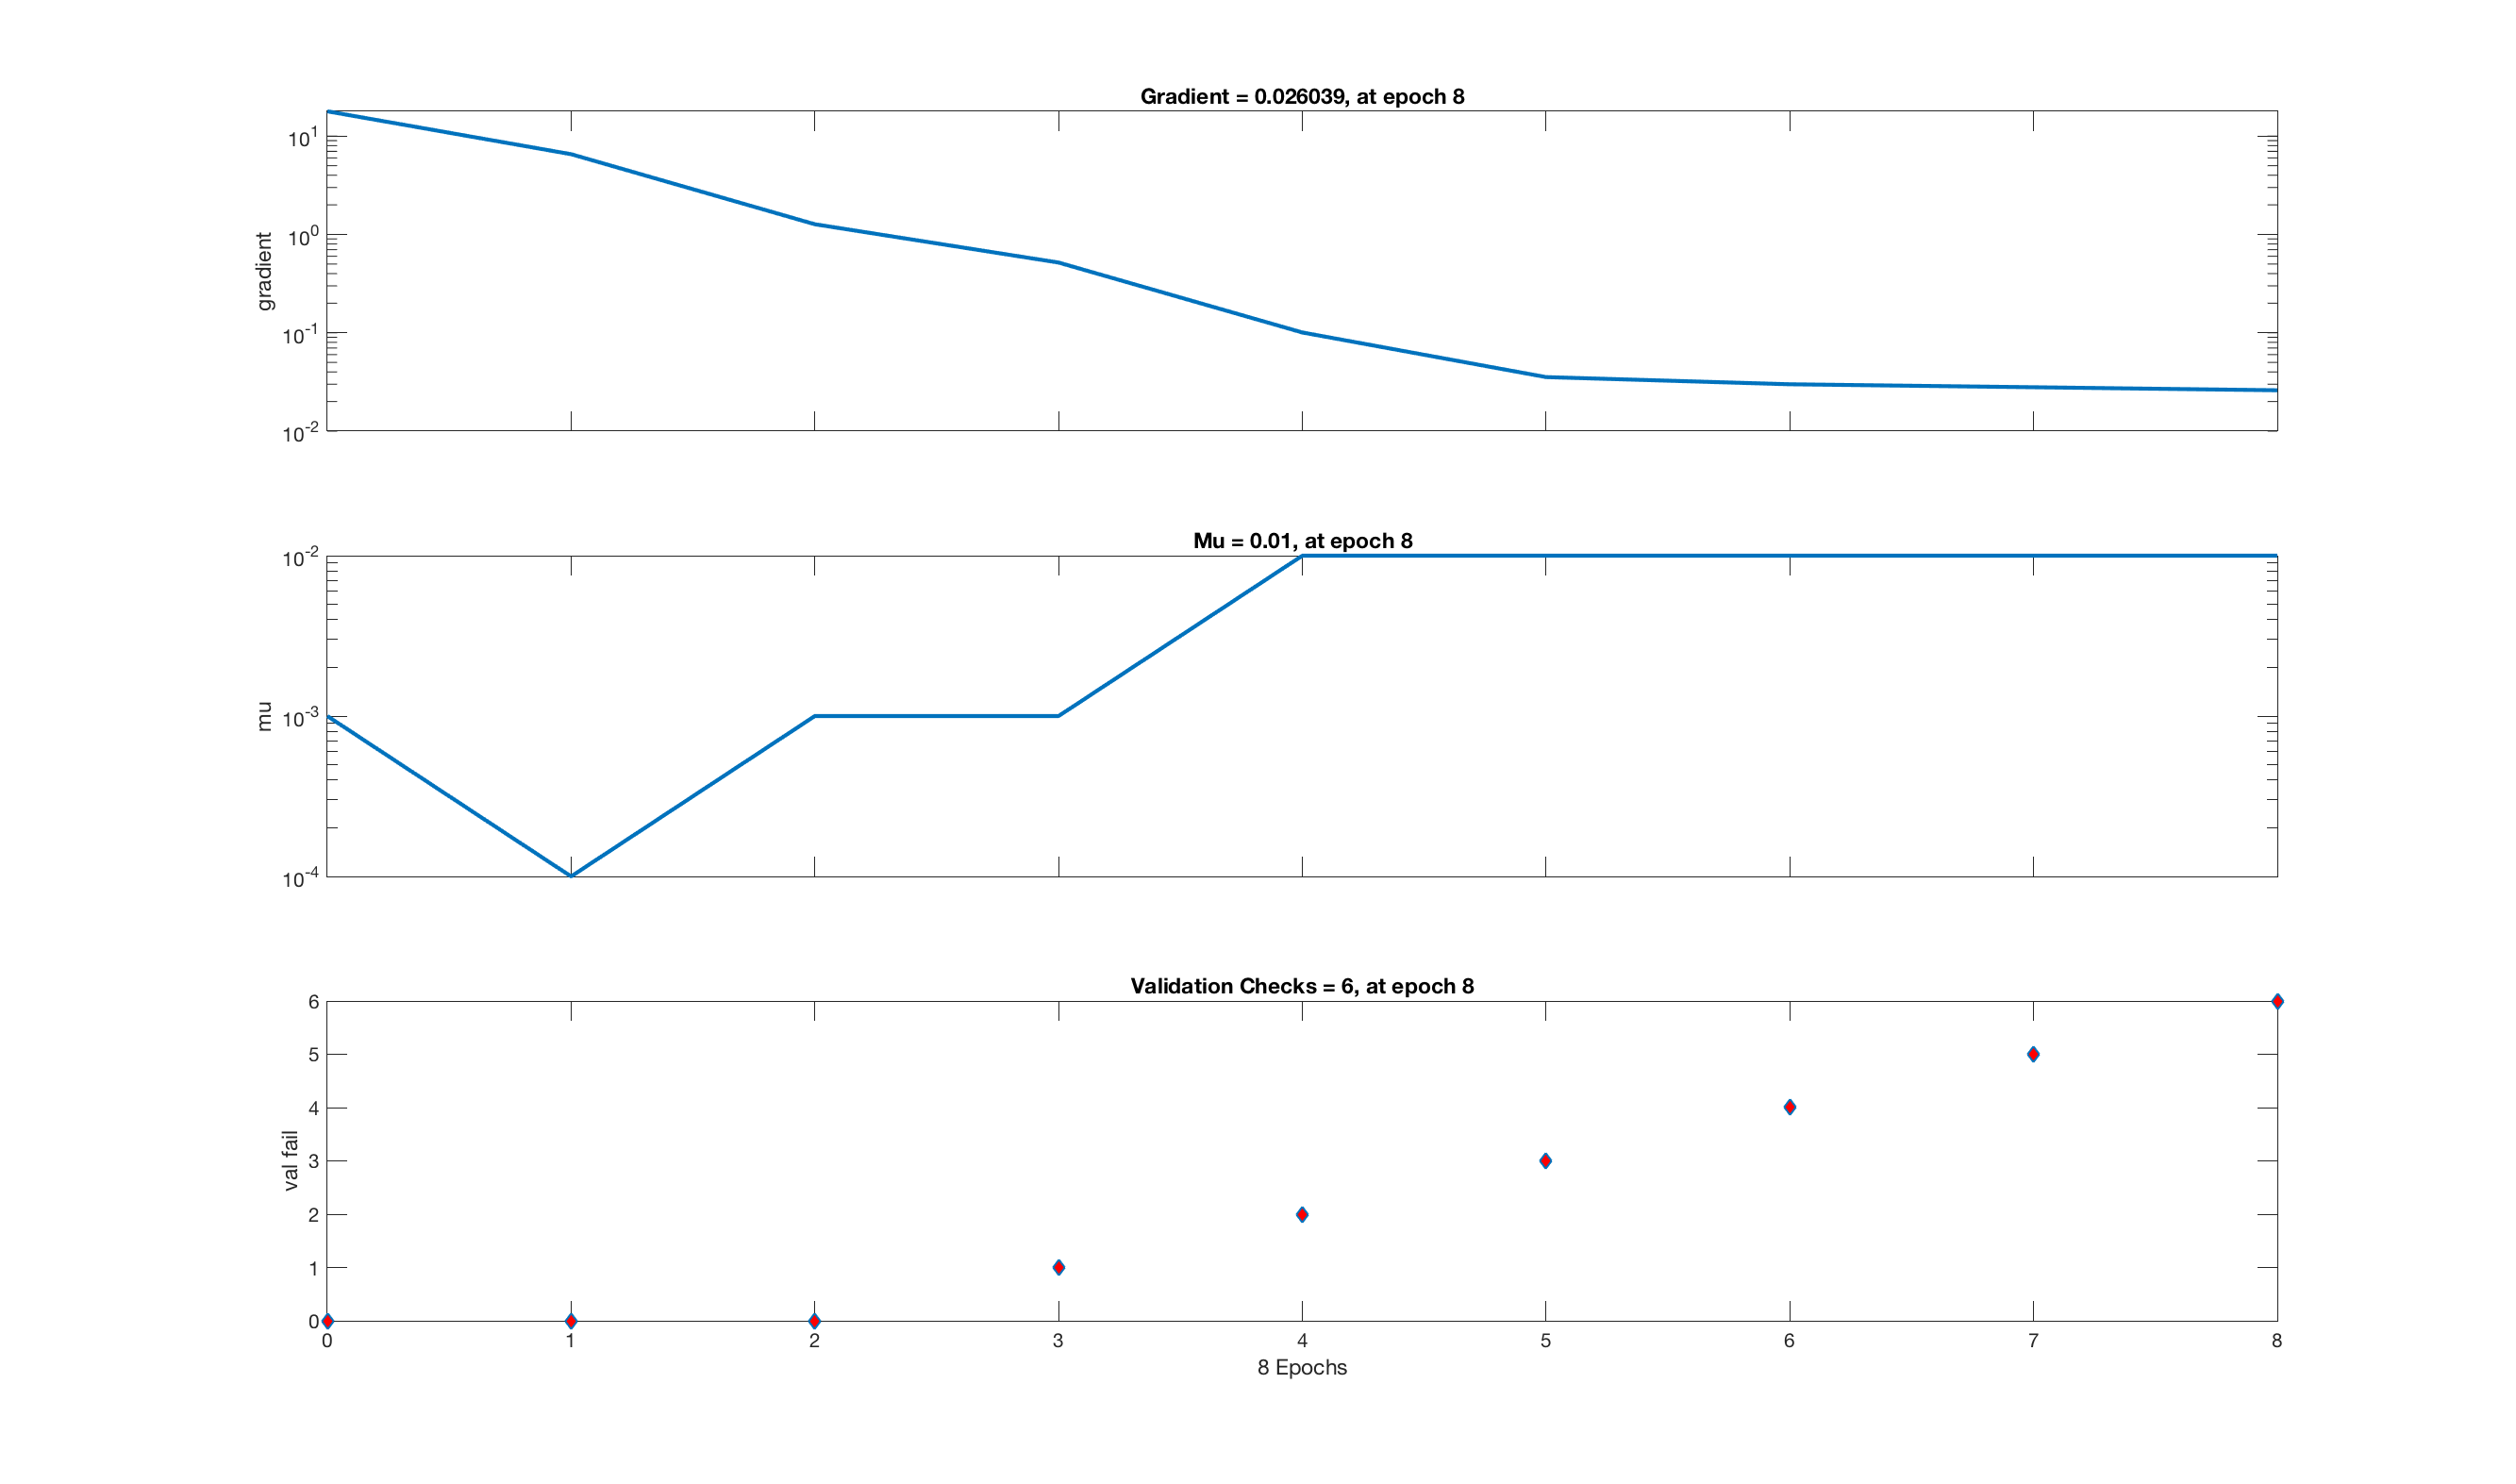 Gradient = 0.026039, at epoch 8
10^1
10^0
10^-1
10^-2
gradient
Mu = 0.01, at epoch 8
10^-2
10^-3
10^-4
mu
Validation Checks = 6, at epoch 8
6
5
4
3
2
1
0
val fail
0 1 2 3 4 5 6 7 8
8 Epochs